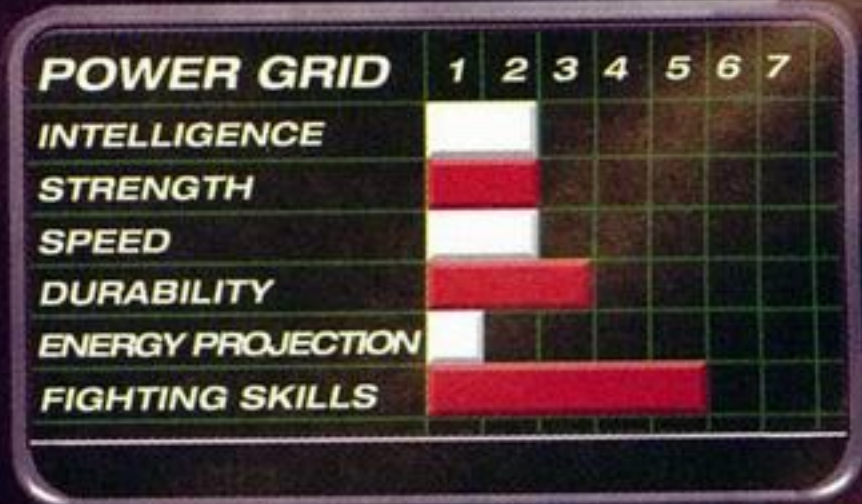 POWER GRID 1 2 3 4 5 6 7
INTELLIGENCE
STRENGTH
SPEED
DURABILITY
ENERGY PROJECTION
FIGHTING SKILLS